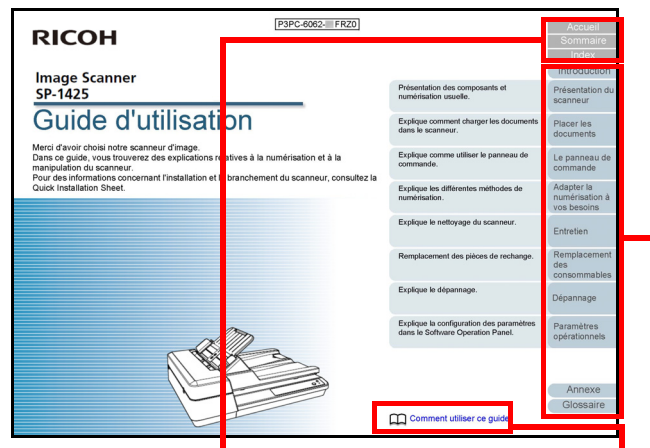 P3PC-6062- FRZ0
RICOH
Image Scanner
SP-1425
Guide d'utilisation
Merci d'avoir choisi notre scanneur d'image.
Dans ce guide, vous trouverez des explications relatives à la numérisation et à la
manipulation du scanneur.
Pour des informations concernant l'installation et le branchement du scanneur, consultez la
Quick Installation Sheet.
Présentation des composants et
numérisation usuelle.
Explique comment charger les documents
dans le scanneur.
Explique comme utiliser le panneau de
commande.
Explique les différentes méthodes de
numérisation.
Explique le nettoyage du scanneur.
Remplacement des pièces de rechange.
Explique le dépannage.
Explique la configuration des paramètres
dans le Software Operation Panel.
Comment utiliser ce guide
Accueil
Sommaire
Index
Introduction
Présentation du
scanneur
Placer les
documents
Le panneau de
commande
Adapter la
numérisation à
vos besoins
Entretien
Remplacement
des
consommables
Dépannage
Paramètres
opérationnels
Annexe
Glossaire